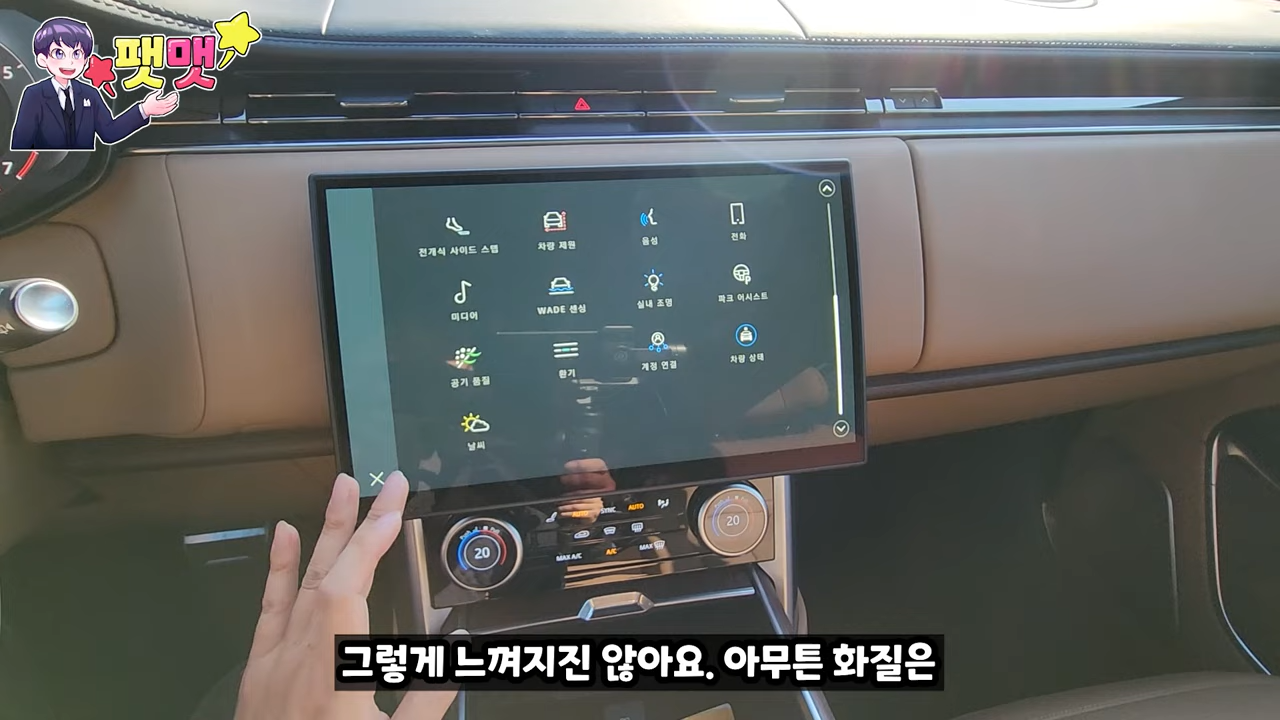 팻맷
5
7
전개식 사이드 스텝
차량 제원
음성
전화
미디어
WADE 센싱
실내 조명
파크 어시스트
공기 품질
환기
계정 연결
차량 상태
날씨
AUTO SYNC AUTO
20
20
MAX A/C A/C MAX
그렇게 느껴지진 않아요. 아무튼 화질은